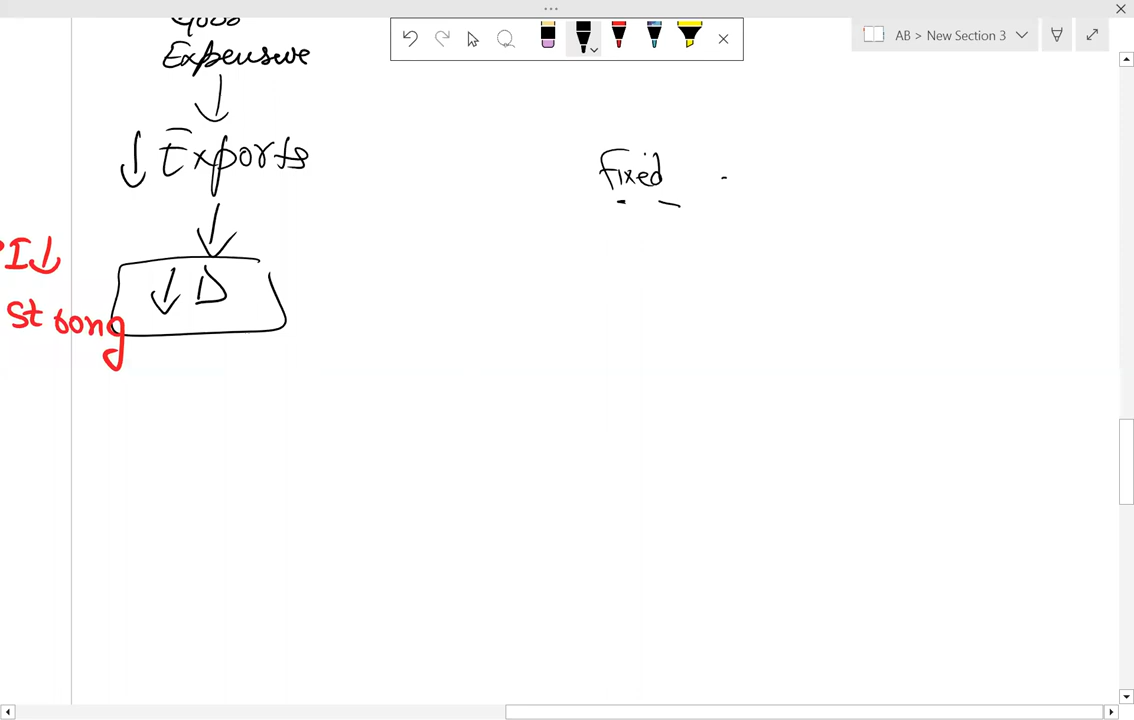 AB > New Section 3
Expensive
↓ Exports
↓ D
I↓
Strong
fixed -